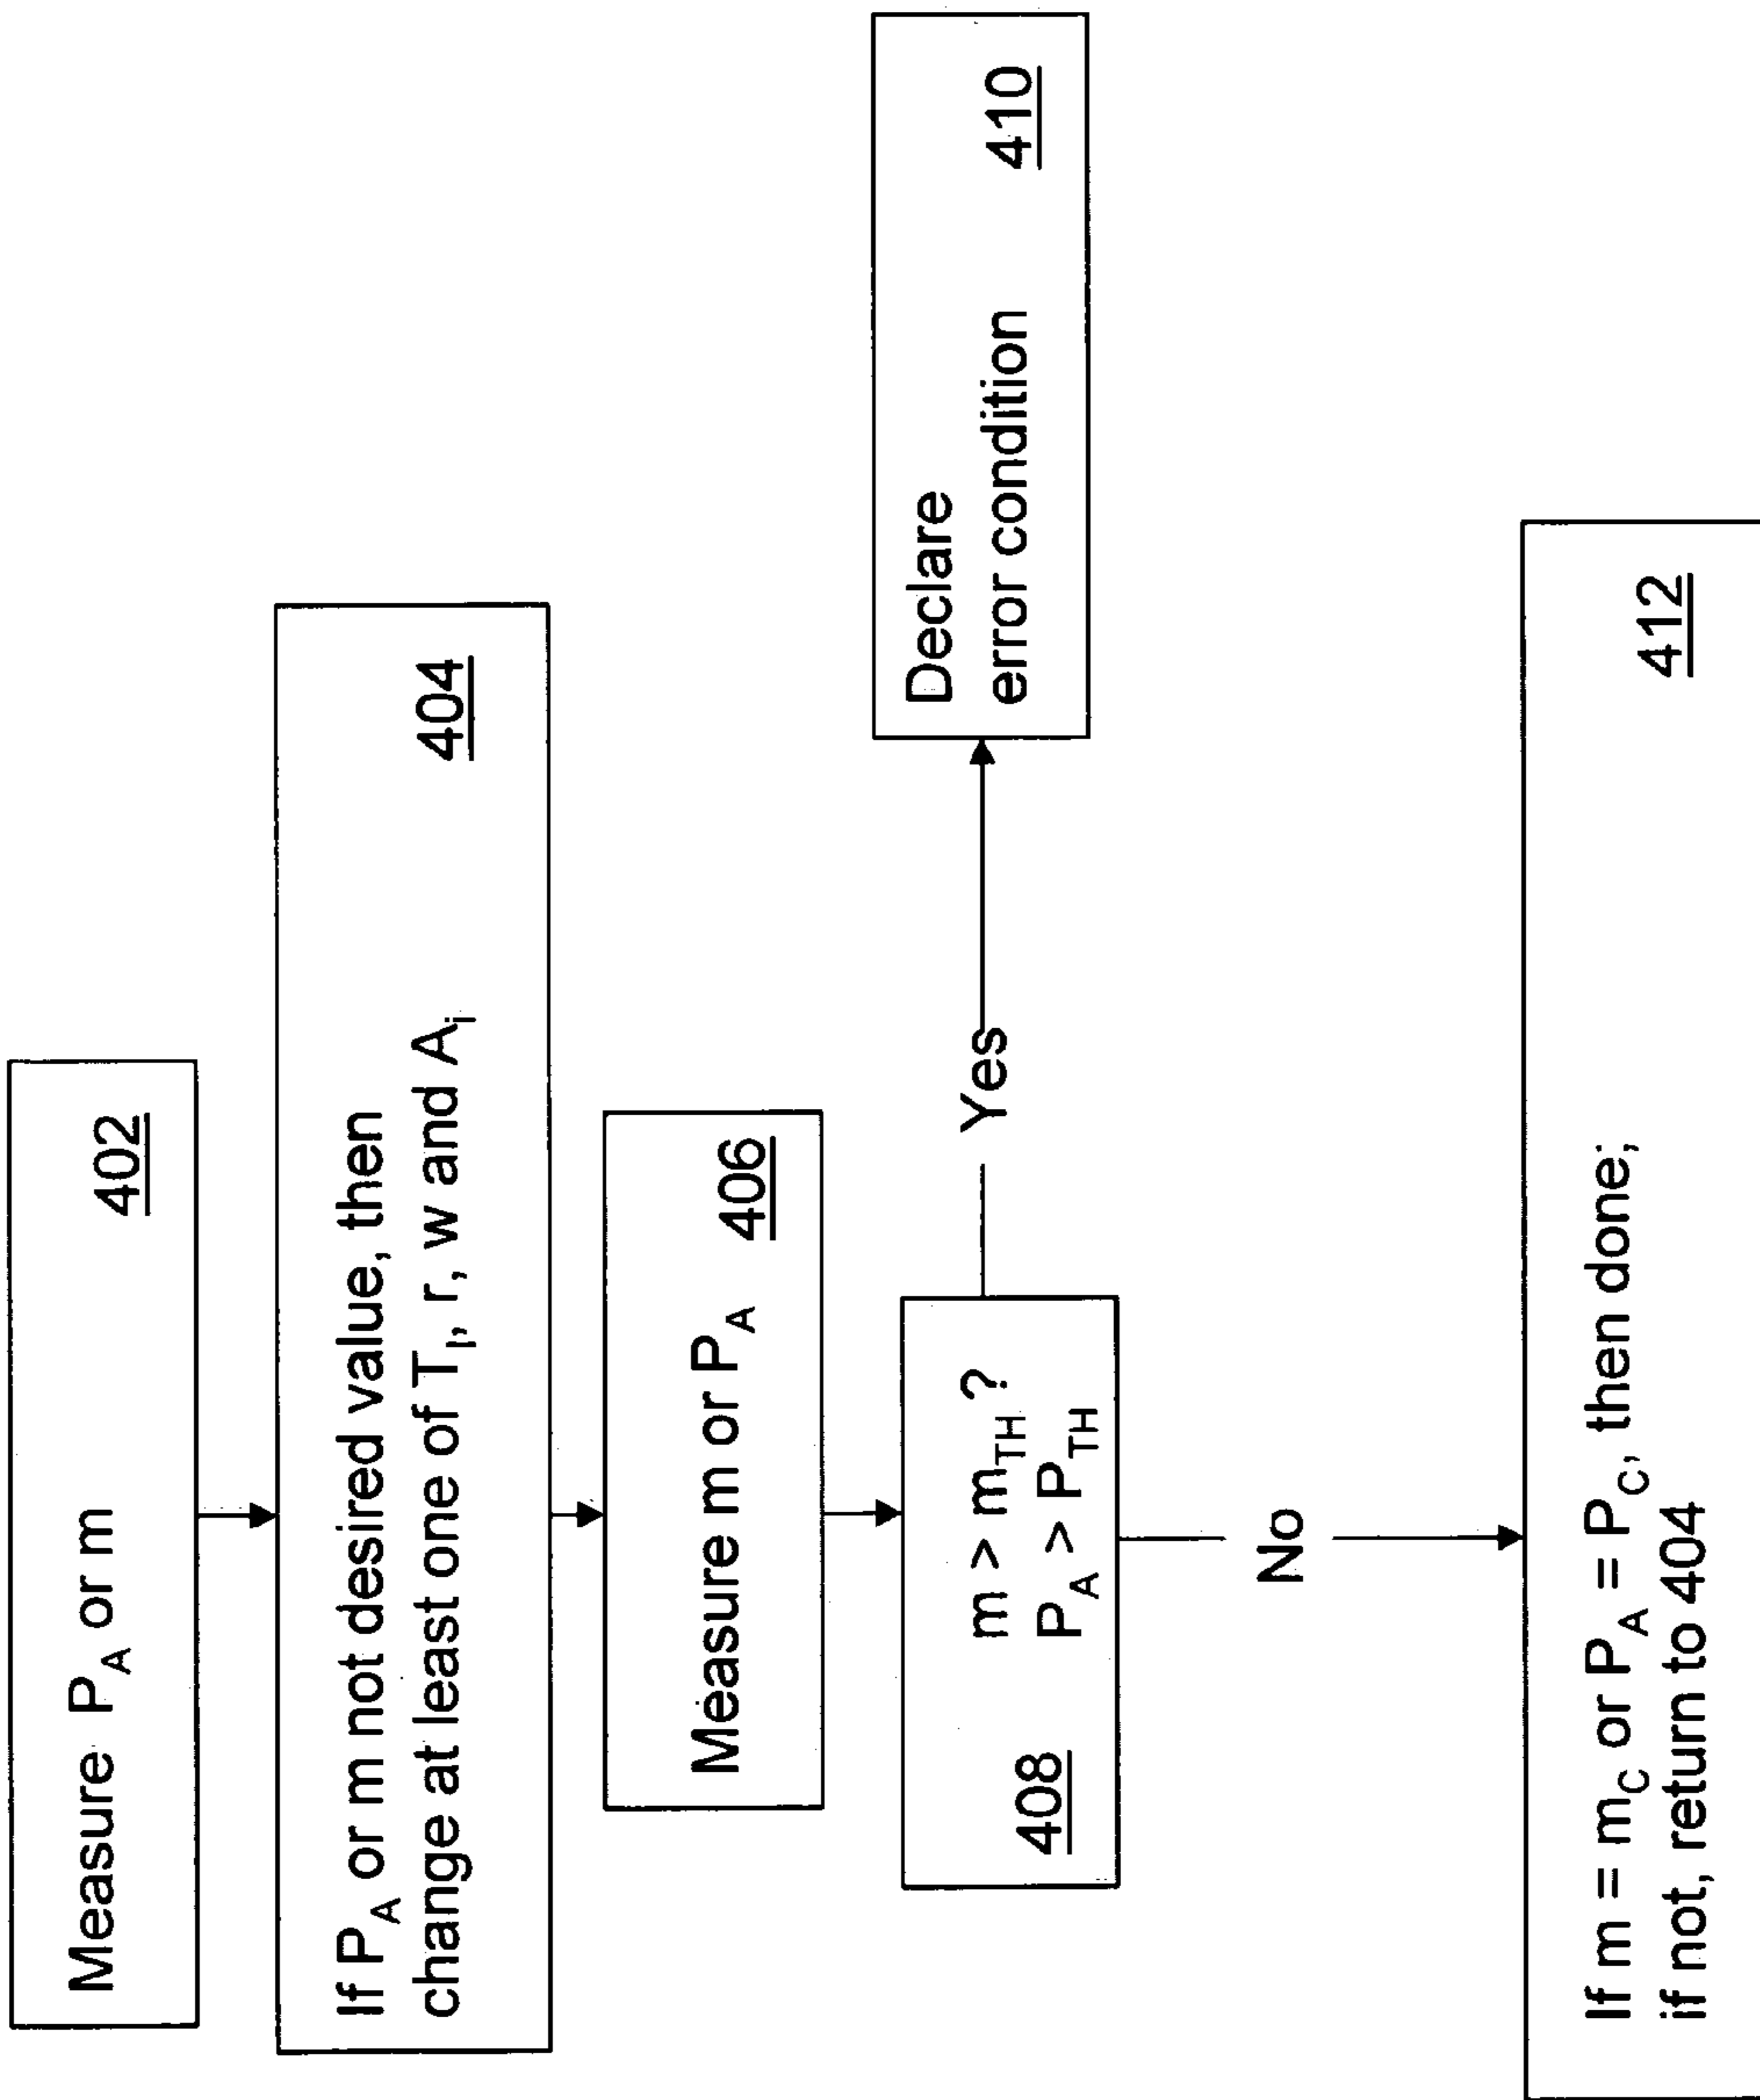 Measure P_A or m
402
If P_A or m not desired value, then
change at least one of T_i, r, w and A_i
404
Measure m or P_A 406
m > m_TH ?
P_A > P_TH
408
Yes
Declare
error condition 410
No
If m = m_C or P_A = P_C, then done;
if not, return to 404
412